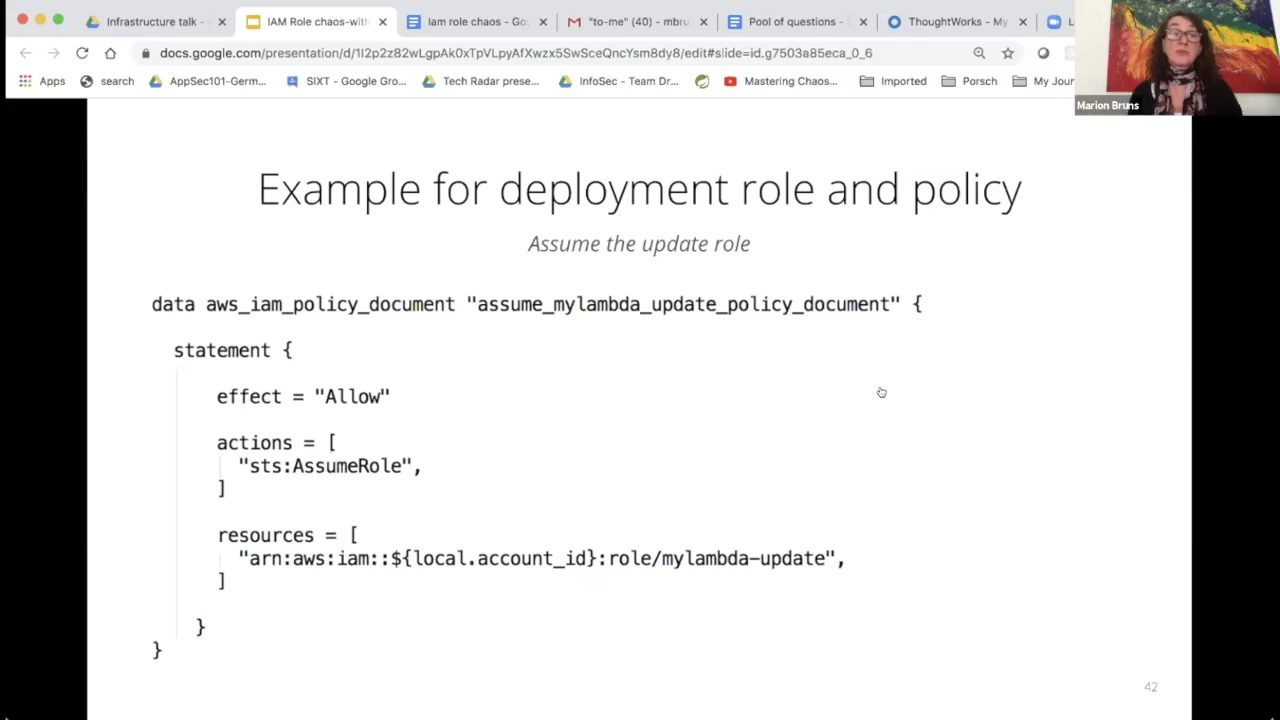 Infrastructure talk -
IAM Role chaos-with
Iam role chaos - Go
"to-me" (40) - mbru
Pool of questions -
ThoughtWorks - My
docs.google.com/presentation/d/1I2p2z82wLgpAk0xTpVLpyAfXwzx5SwSceQncYsm8dy8/edit#slide=id.g7503a85eca_0_6
Apps
search
AppSec101-Germ...
SIXT - Google Gro...
Tech Radar prese...
InfoSec - Team Dr...
Mastering Chaos...
Imported
Porsch
My Jour
Marion Bruns
Example for deployment role and policy
Assume the update role
data aws_iam_policy_document "assume_mylambda_update_policy_document" {
statement {
effect = "Allow"
actions = [
"sts:AssumeRole",
]
resources = [
"arn:aws:iam::${local.account_id}:role/mylambda-update",
]
}
}
42